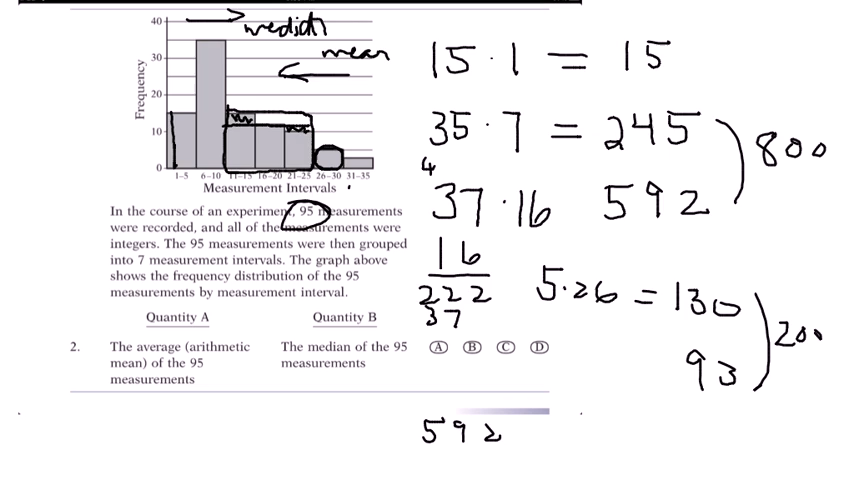 40
30
20
10
0
Frequency
median
mean
1–5 6–10 11–15 16–20 21–25 26–30 31–35
Measurement Intervals
In the course of an experiment, 95 measurements
were recorded, and all of the measurements were
integers. The 95 measurements were then grouped
into 7 measurement intervals. The graph above
shows the frequency distribution of the 95
measurements by measurement interval.
Quantity A Quantity B
2. The average (arithmetic The median of the 95 A B C D
mean) of the 95 measurements
measurements
15 · 1 = 15
35 · 7 = 245
4
37 · 16 592
800
16
222
37
5 · 26 = 130
93
200
592